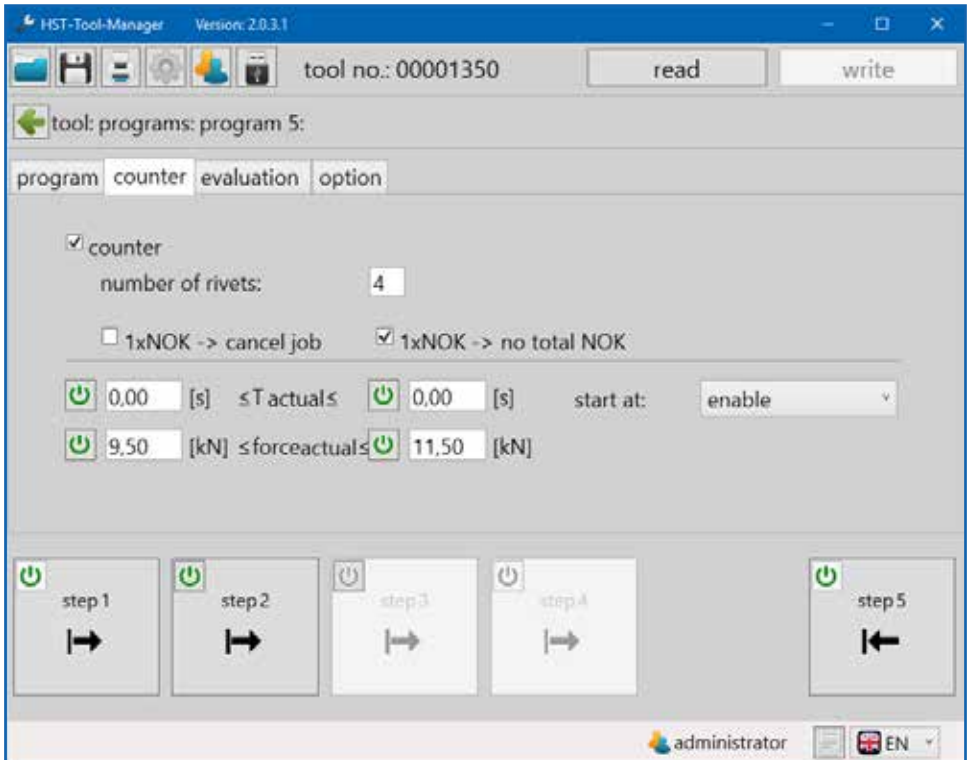 HST-Tool-Manager Version: 2.0.3.1
tool no.: 00001350 read write
tool: programs: program 5:
program counter evaluation option
counter
number of rivets: 4
1xNOK -> cancel job 1xNOK -> no total NOK
0,00 [s] ≤T actual≤ 0,00 [s] start at: enable
9,50 [kN] ≤forceactual≤ 11,50 [kN]
step 1 step 2 step 3 step 4 step 5
administrator EN